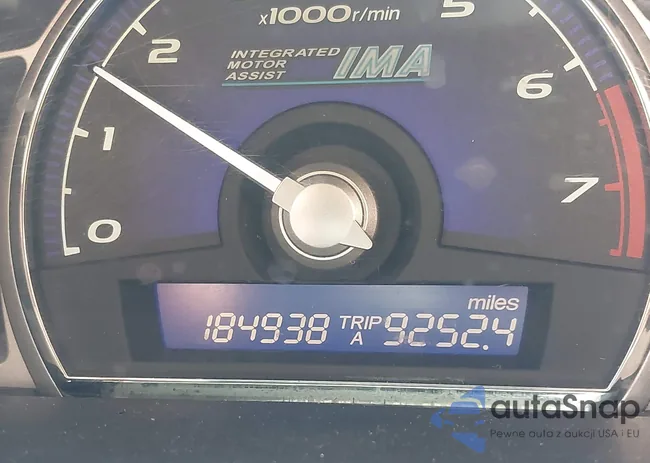 x1000r/min
5
2
INTEGRATED
MOTOR
ASSIST
IMA
6
1
7
0
miles
184938 TRIP A 9252.4
autaSnap
Pewne auta z aukcji USA i EU